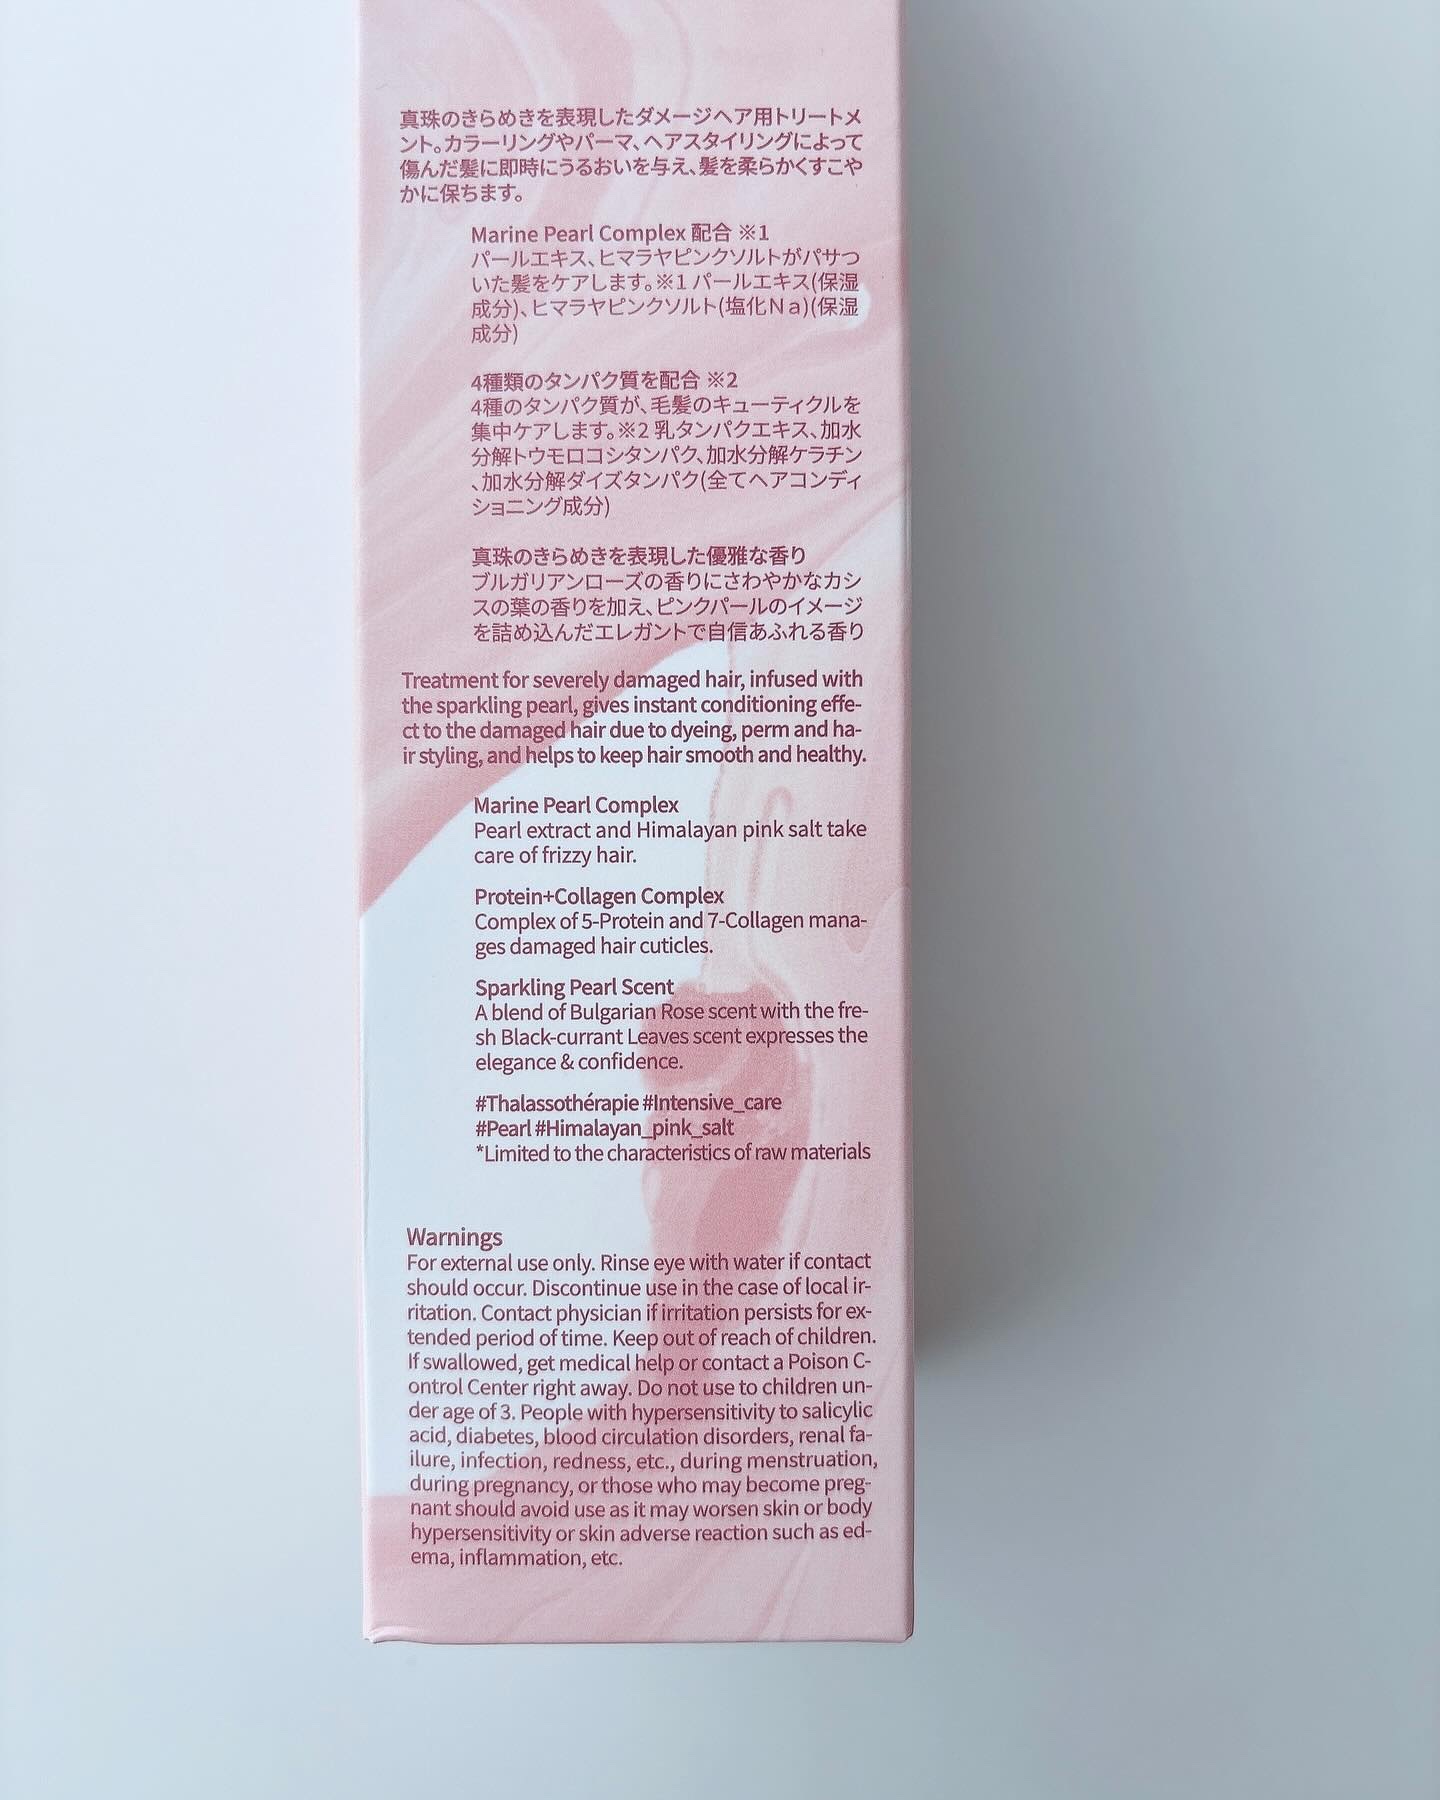 真珠のきらめきを表現したダメージヘア用トリートメ
ント。カラーリングやパーマ、ヘアスタイリングによって
傷んだ髪に即時にうるおいを与え、髪を柔らかくすこや
かに保ちます。
Marine Pearl Complex 配合 ※1
パールエキス、ヒマラヤピンクソルトがパサつ
いた髪をケアします。※1 パールエキス(保湿
成分)、ヒマラヤピンクソルト(塩化Ｎａ)(保湿
成分)
4種類のタンパク質を配合 ※2
4種のタンパク質が、毛髪のキューティクルを
集中ケアします。※2 乳タンパクエキス、加水
分解トウモロコシタンパク、加水分解ケラチン
、加水分解ダイズタンパク(全てヘアコンディ
ショニング成分)
真珠のきらめきを表現した優雅な香り
ブルガリアンローズの香りにさわやかなカシ
スの葉の香りを加え、ピンクパールのイメージ
を詰め込んだエレガントで自信あふれる香り
Treatment for severely damaged hair, infused with
the sparkling pearl, gives instant conditioning effe-
ct to the damaged hair due to dyeing, perm and ha-
ir styling, and helps to keep hair smooth and healthy.
Marine Pearl Complex
Pearl extract and Himalayan pink salt take
care of frizzy hair.
Protein+Collagen Complex
Complex of 5-Protein and 7-Collagen mana-
ges damaged hair cuticles.
Sparkling Pearl Scent
A blend of Bulgarian Rose scent with the fre-
sh Black-currant Leaves scent expresses the
elegance & confidence.
#Thalassothérapie #Intensive_care
#Pearl #Himalayan_pink_salt
*Limited to the characteristics of raw materials
Warnings
For external use only. Rinse eye with water if contact
should occur. Discontinue use in the case of local ir-
ritation. Contact physician if irritation persists for ex-
tended period of time. Keep out of reach of children.
If swallowed, get medical help or contact a Poison C-
ontrol Center right away. Do not use to children un-
der age of 3. People with hypersensitivity to salicylic
acid, diabetes, blood circulation disorders, renal fa-
ilure, infection, redness, etc., during menstruation,
during pregnancy, or those who may become preg-
nant should avoid use as it may worsen skin or body
hypersensitivity or skin adverse reaction such as ed-
ema, inflammation, etc.